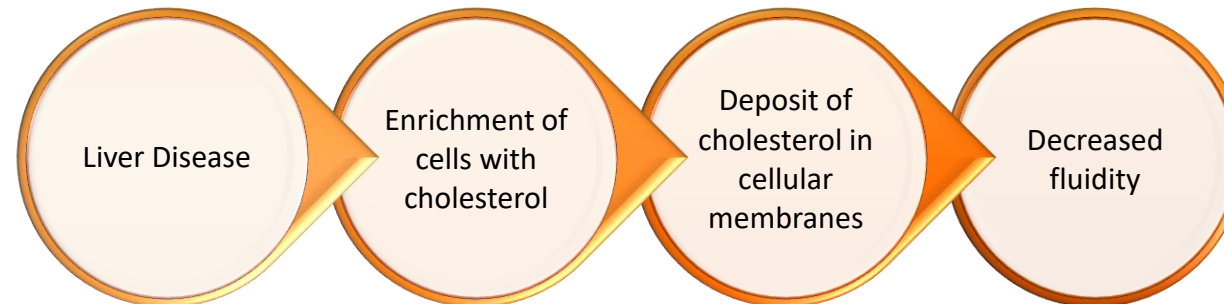 Liver Disease
Enrichment of
cells with
cholesterol
Deposit of
cholesterol in
cellular
membranes
Decreased
fluidity